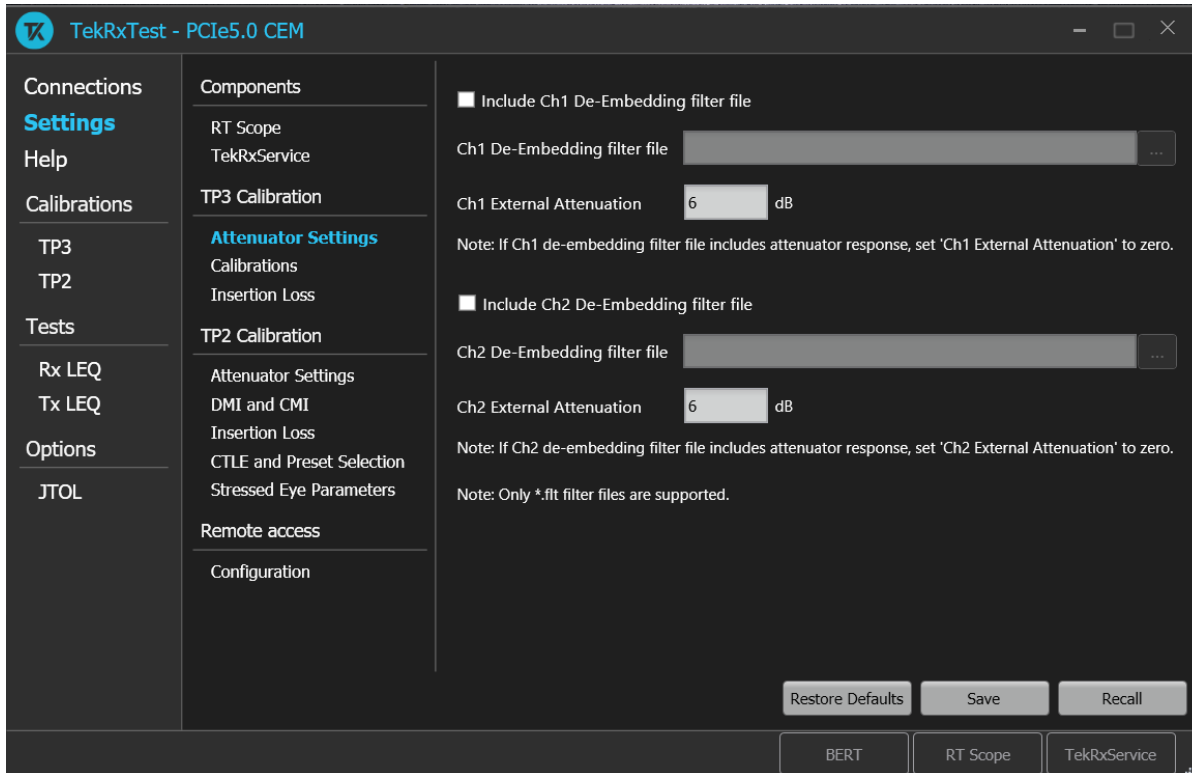 TekRxTest - PCIe5.0 CEM
Connections
Settings
Help
Calibrations
TP3
TP2
Tests
Rx LEQ
Tx LEQ
Options
JTOL
Components
RT Scope
TekRxService
TP3 Calibration
Attenuator Settings
Calibrations
Insertion Loss
TP2 Calibration
Attenuator Settings
DMI and CMI
Insertion Loss
CTLE and Preset Selection
Stressed Eye Parameters
Remote access
Configuration
Include Ch1 De-Embedding filter file
Ch1 De-Embedding filter file ...
Ch1 External Attenuation 6 dB
Note: If Ch1 de-embedding filter file includes attenuator response, set 'Ch1 External Attenuation' to zero.
Include Ch2 De-Embedding filter file
Ch2 De-Embedding filter file ...
Ch2 External Attenuation 6 dB
Note: If Ch2 de-embedding filter file includes attenuator response, set 'Ch2 External Attenuation' to zero.
Note: Only *.flt filter files are supported.
Restore Defaults Save Recall
BERT RT Scope TekRxService